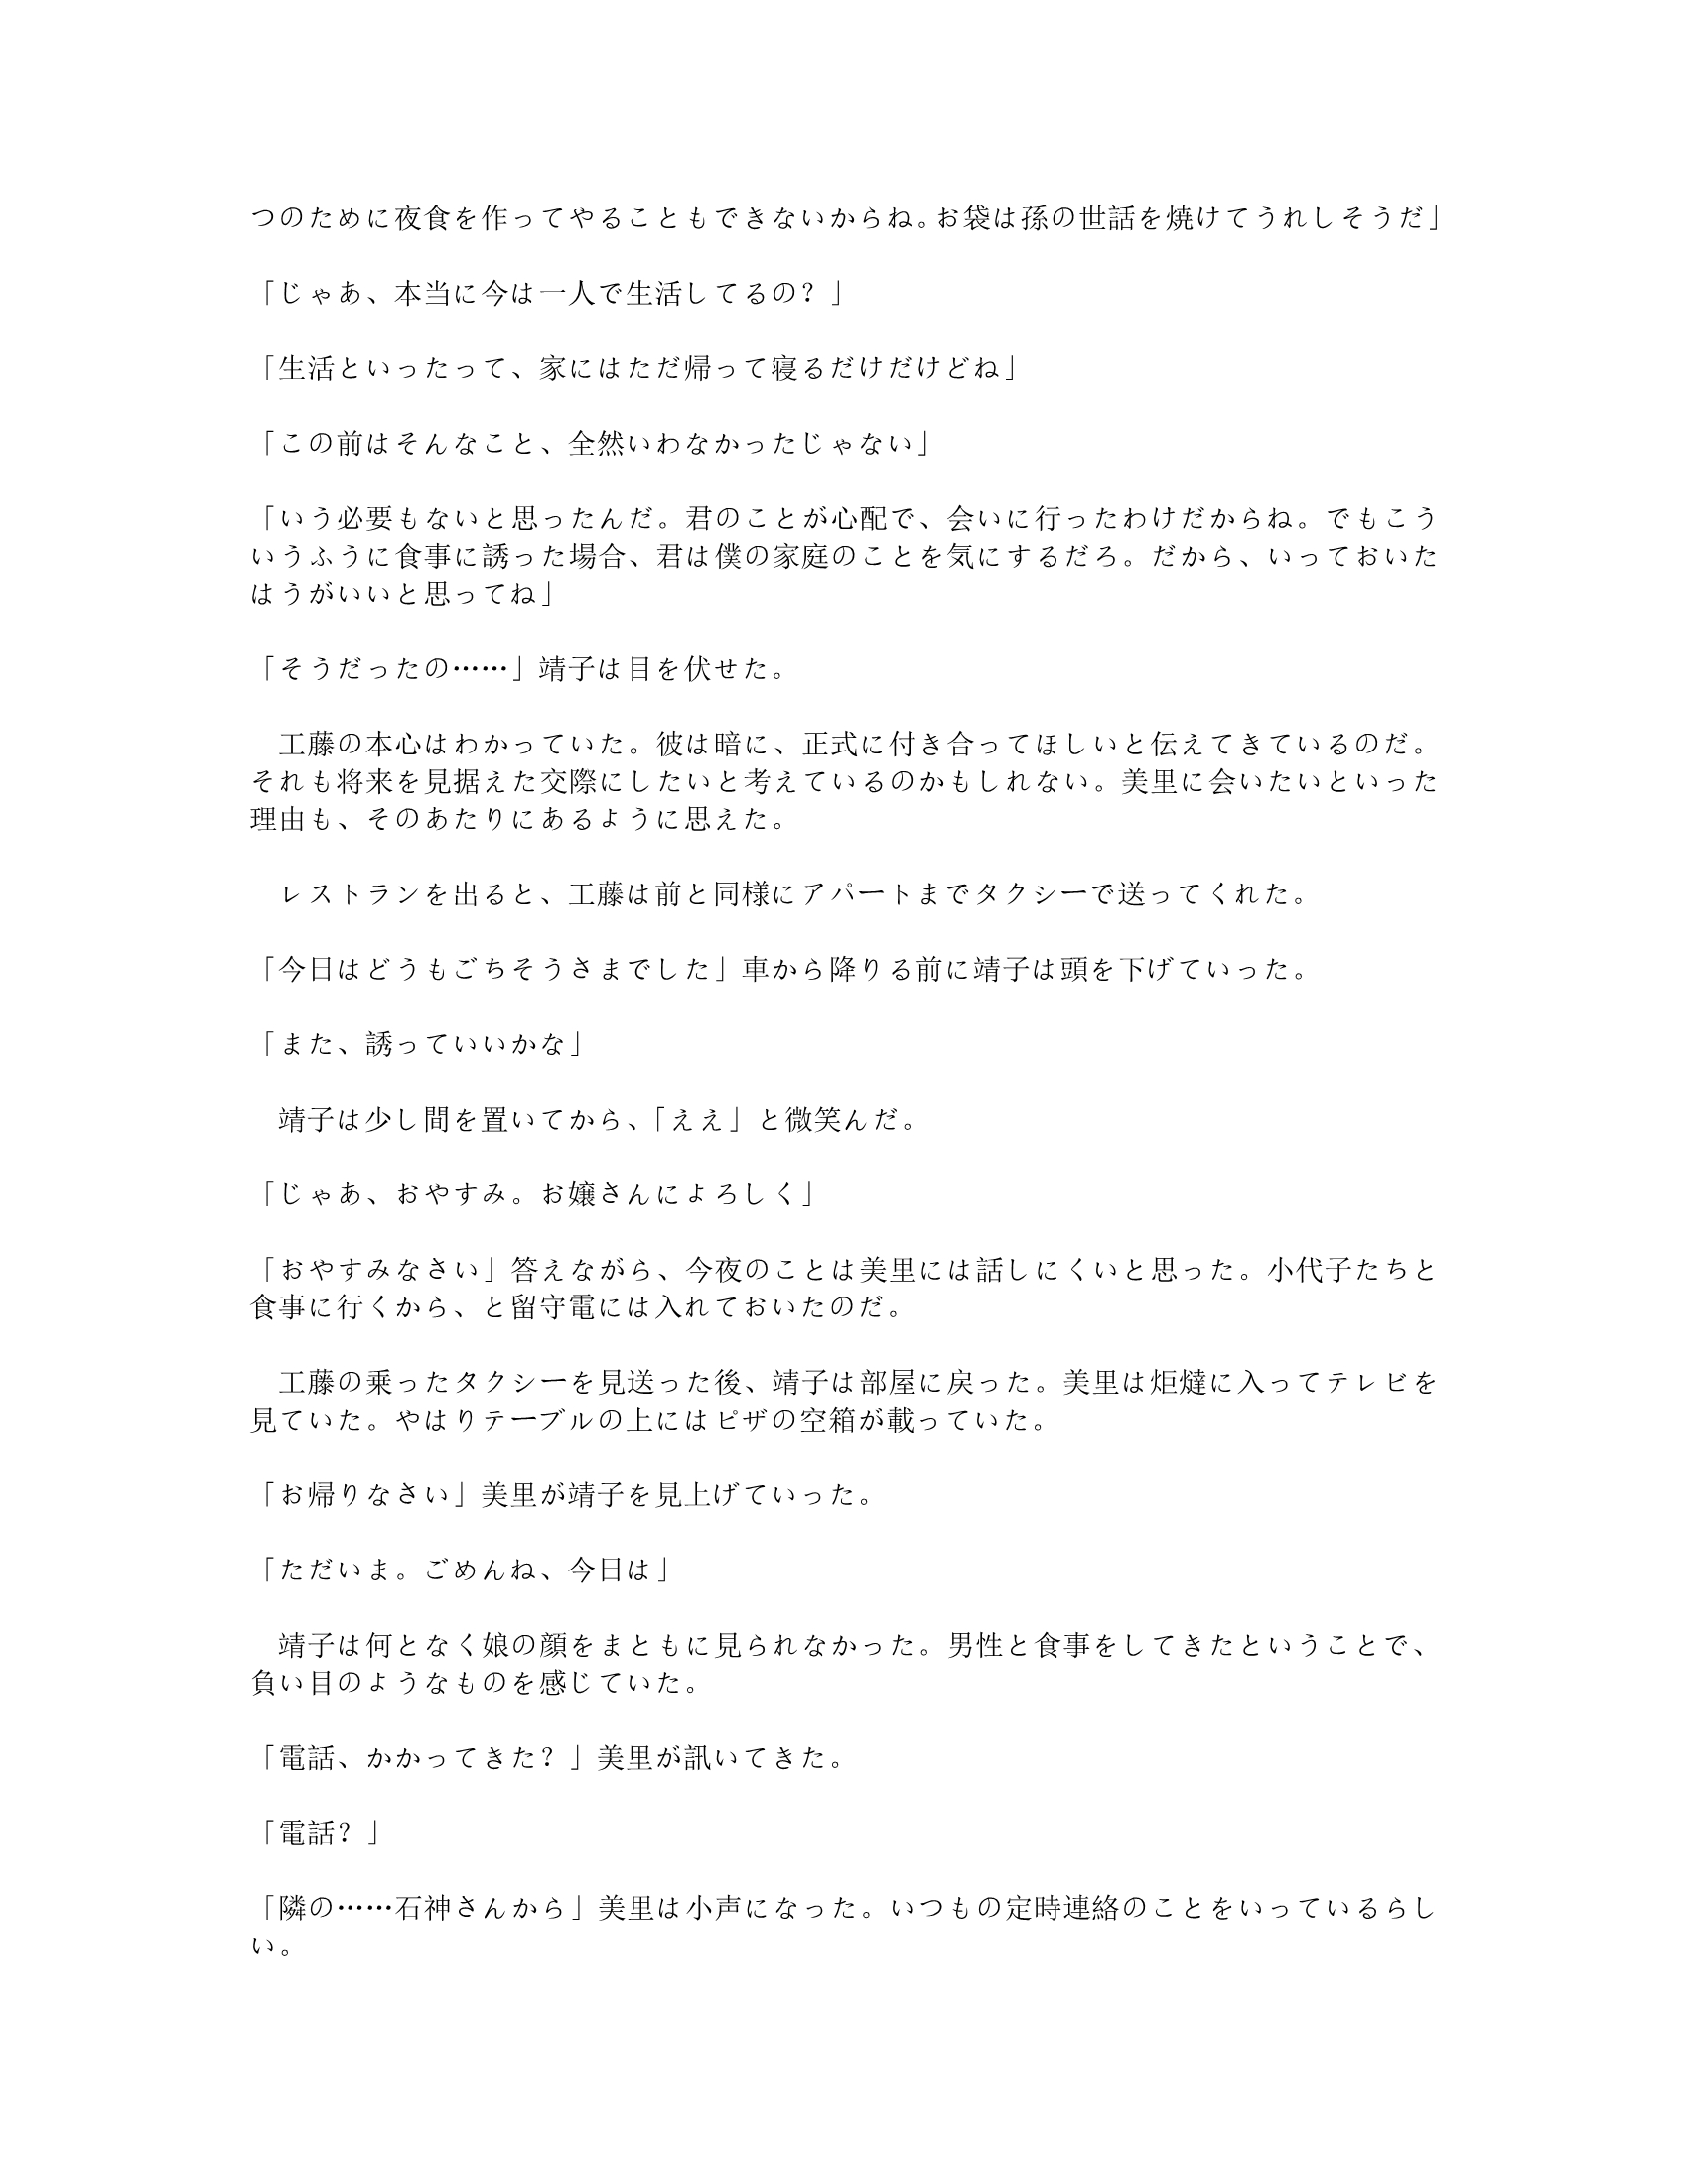 つのために夜食を作ってやることもできないからね。お袋は孫の世話を焼けてうれしそうだ」
「じゃあ、本当に今は一人で生活してるの？」
「生活といったって、家にはただ帰って寝るだけだけどね」
「この前はそんなこと、全然いわなかったじゃない」
「いう必要もないと思ったんだ。君のことが心配で、会いに行ったわけだからね。でもこう
いうふうに食事に誘った場合、君は僕の家庭のことを気にするだろ。だから、いっておいた
はうがいいと思ってね」
「そうだったの……」靖子は目を伏せた。
　工藤の本心はわかっていた。彼は暗に、正式に付き合ってほしいと伝えてきているのだ。
それも将来を見据えた交際にしたいと考えているのかもしれない。美里に会いたいといった
理由も、そのあたりにあるように思えた。
　レストランを出ると、工藤は前と同様にアパートまでタクシーで送ってくれた。
「今日はどうもごちそうさまでした」車から降りる前に靖子は頭を下げていった。
「また、誘っていいかな」
　靖子は少し間を置いてから、「ええ」と微笑んだ。
「じゃあ、おやすみ。お嬢さんによろしく」
「おやすみなさい」答えながら、今夜のことは美里には話しにくいと思った。小代子たちと
食事に行くから、と留守電には入れておいたのだ。
　工藤の乗ったタクシーを見送った後、靖子は部屋に戻った。美里は炬燵に入ってテレビを
見ていた。やはりテーブルの上にはピザの空箱が載っていた。
「お帰りなさい」美里が靖子を見上げていった。
「ただいま。ごめんね、今日は」
　靖子は何となく娘の顔をまともに見られなかった。男性と食事をしてきたということで、
負い目のようなものを感じていた。
「電話、かかってきた？」美里が訊いてきた。
「電話？」
「隣の……石神さんから」美里は小声になった。いつもの定時連絡のことをいっているらし
い。